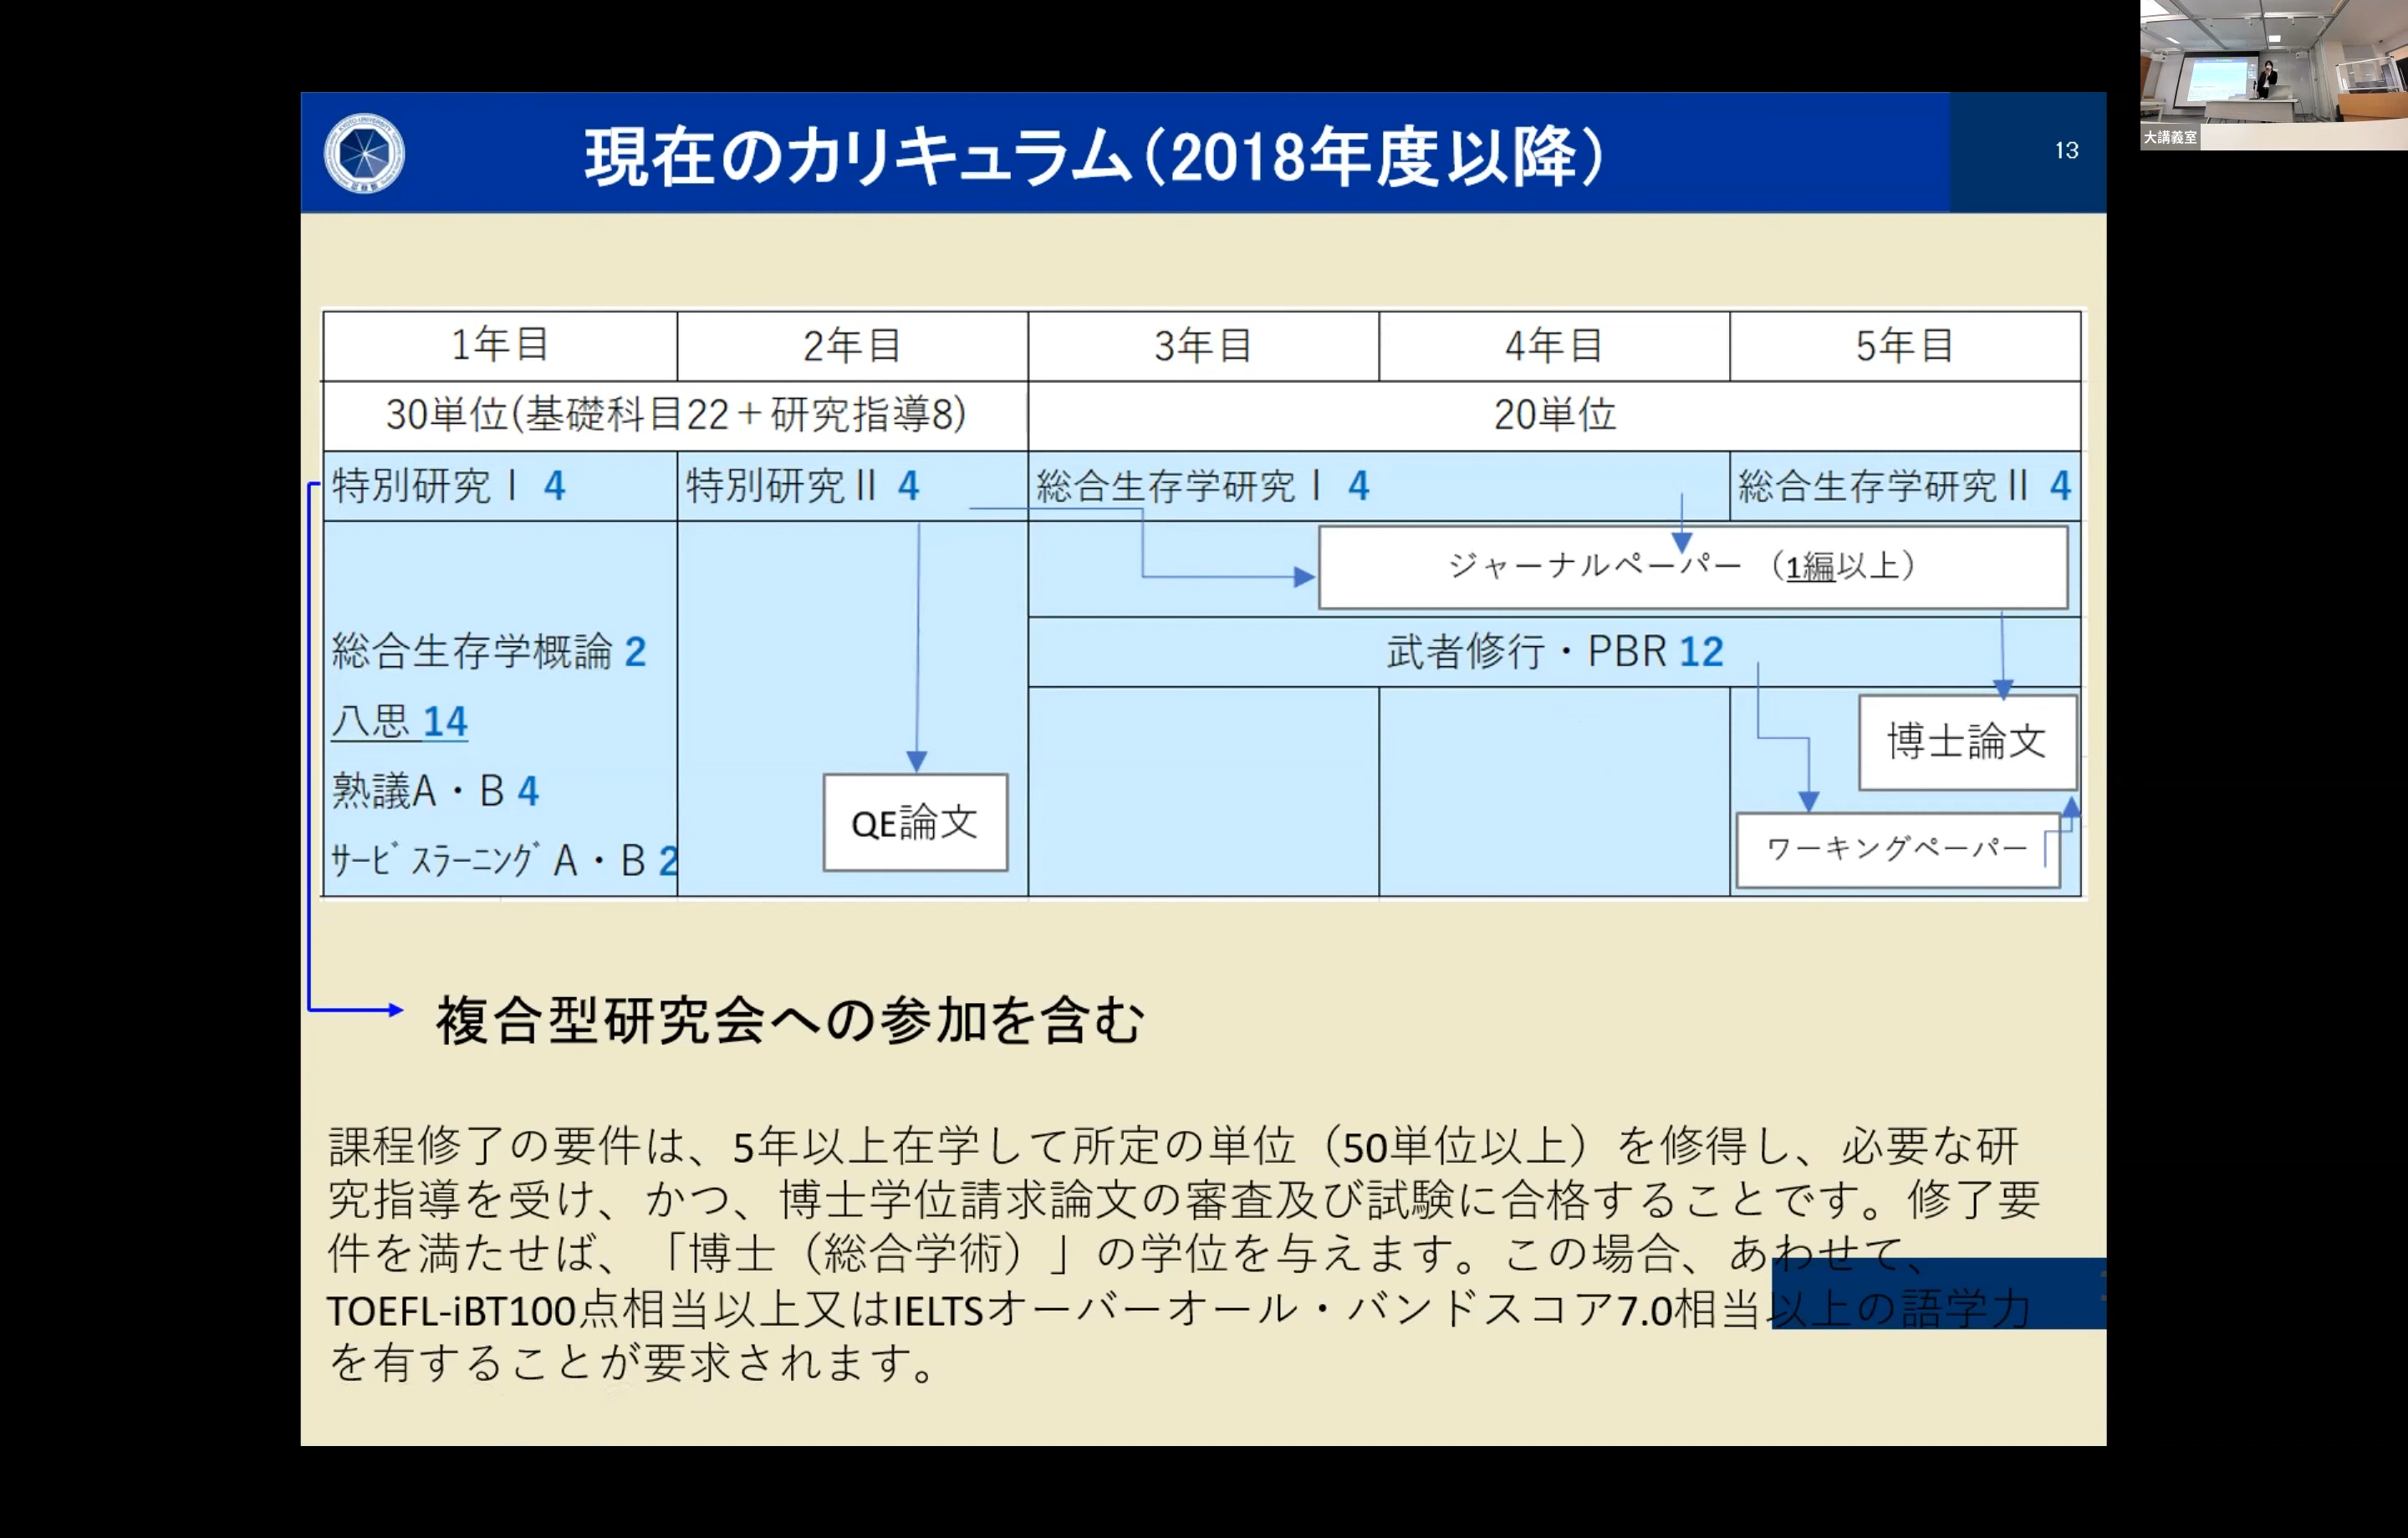 現在のカリキュラム（2018年度以降）
13
大講義室
1年目
2年目
3年目
4年目
5年目
30単位(基礎科目22＋研究指導8)
20単位
特別研究Ⅰ 4
特別研究Ⅱ 4
総合生存学研究Ⅰ 4
総合生存学研究Ⅱ 4
ジャーナルペーパー （1編以上）
総合生存学概論 2
武者修行・PBR 12
八思 14
博士論文
熟議A・B 4
QE論文
ワーキングペーパー
ｻｰﾋﾞｽﾗｰﾆﾝｸﾞA・B 2
複合型研究会への参加を含む
課程修了の要件は、5年以上在学して所定の単位（50単位以上）を修得し、必要な研
究指導を受け、かつ、博士学位請求論文の審査及び試験に合格することです。修了要
件を満たせば、「博士（総合学術）」の学位を与えます。この場合、あわせて、
TOEFL-iBT100点相当以上又はIELTSオーバーオール・バンドスコア7.0相当以上の語学力
を有することが要求されます。